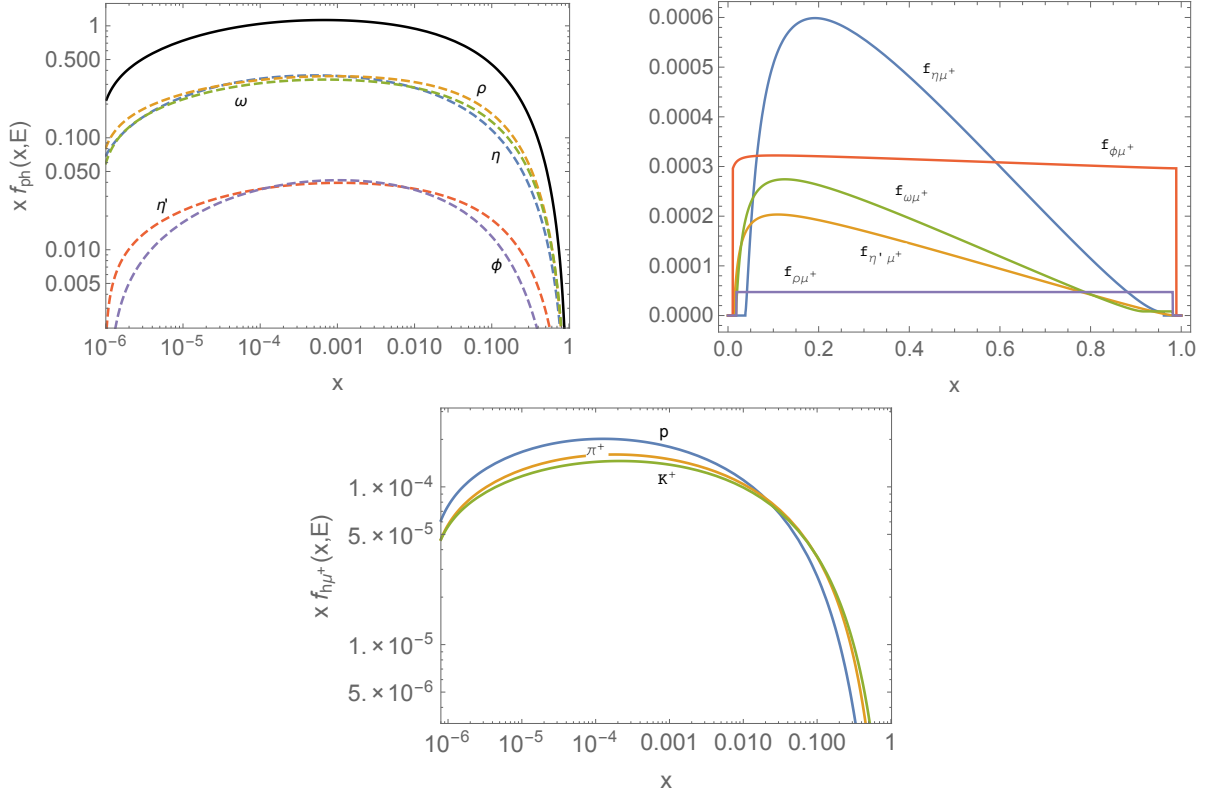 x f_ph(x,E)
1
0.500
0.100
0.050
0.010
0.005
ρ
ω
η
η'
ϕ
10⁻⁶ 10⁻⁵ 10⁻⁴ 0.001 0.010 0.100 1
x
0.0006
0.0005
0.0004
0.0003
0.0002
0.0001
0.0000
f_ημ⁺
f_ϕμ⁺
f_ωμ⁺
f_η' μ⁺
f_ρμ⁺
0.0 0.2 0.4 0.6 0.8 1.0
x
x f_hμ⁺(x,E)
1. × 10⁻⁴
5. × 10⁻⁵
1. × 10⁻⁵
5. × 10⁻⁶
p
π⁺
K⁺
10⁻⁶ 10⁻⁵ 10⁻⁴ 0.001 0.010 0.100 1
x